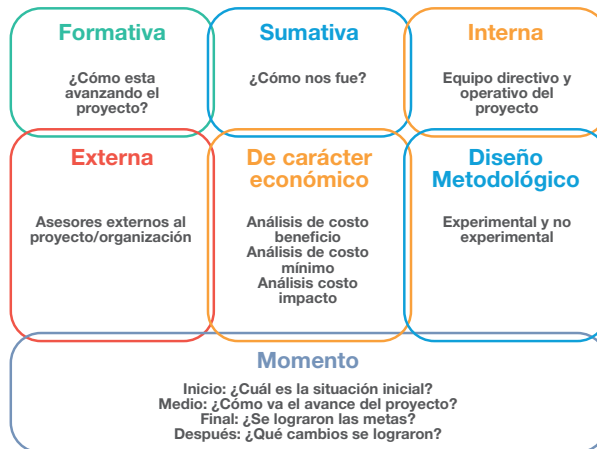 Formativa
¿Cómo esta
avanzando el
proyecto?
Sumativa
¿Cómo nos fue?
Interna
Equipo directivo y
operativo del
proyecto
Externa
Asesores externos al
proyecto/organización
De carácter
económico
Análisis de costo
beneficio
Análisis de costo
mínimo
Análisis costo
impacto
Diseño
Metodológico
Experimental y no
experimental
Momento
Inicio: ¿Cuál es la situación inicial?
Medio: ¿Cómo va el avance del proyecto?
Final: ¿Se lograron las metas?
Después: ¿Qué cambios se lograron?